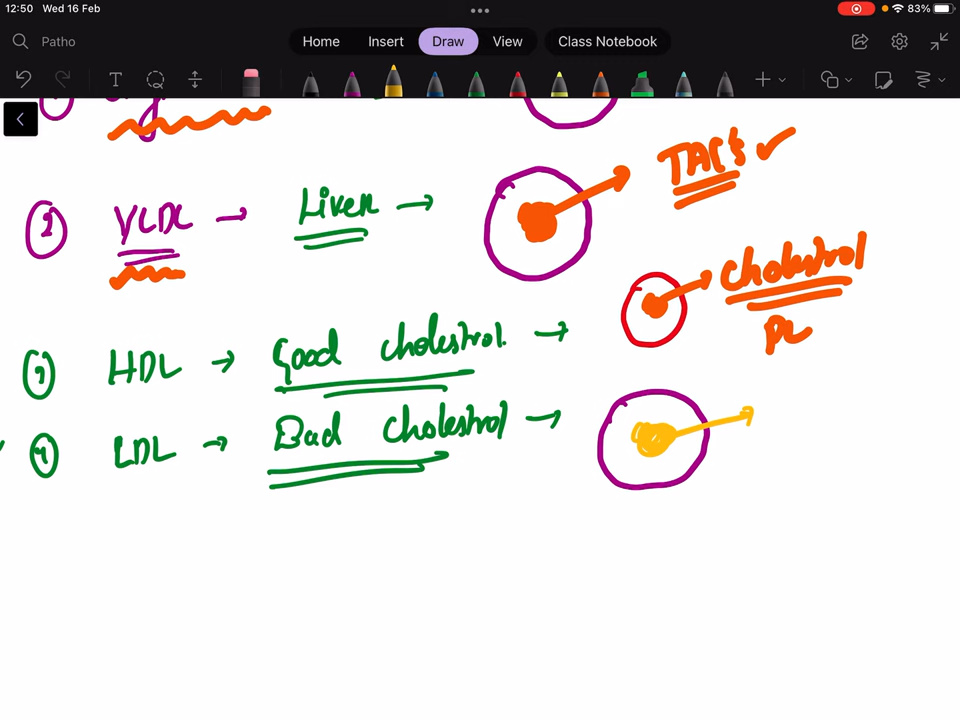 12:50 Wed 16 Feb
83%
Patho
Home Insert Draw View Class Notebook
T
② VLDL → Liver → TAG's ✓
③ HDL → Good cholestrol → cholestrol
PL
④ LDL → Bad cholestrol →